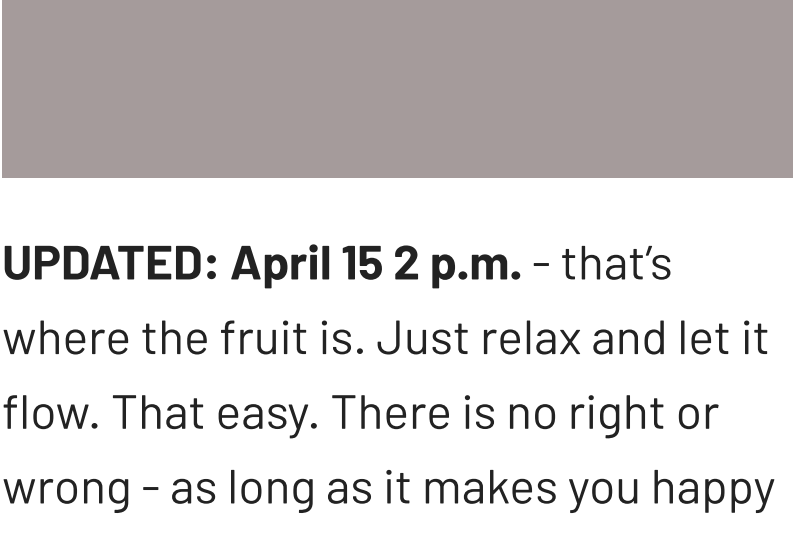 UPDATED: April 15 2 p.m. - that’s
where the fruit is. Just relax and let it
flow. That easy. There is no right or
wrong - as long as it makes you happy